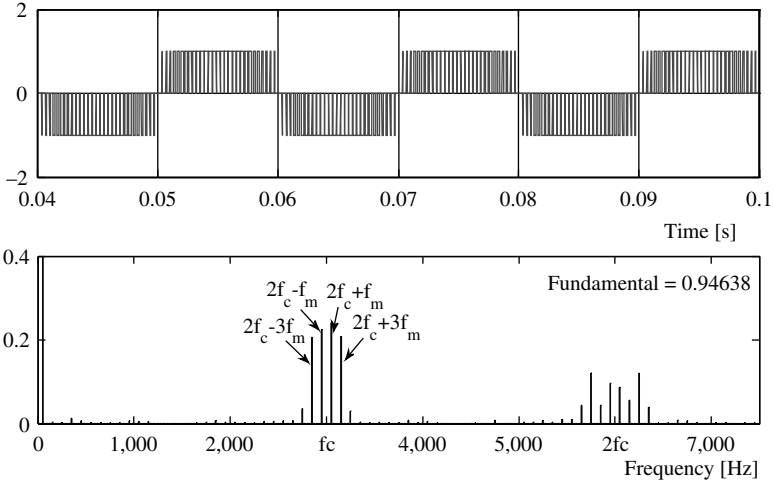 2
0
−2
0.04 0.05 0.06 0.07 0.08 0.09 0.1
Time [s]
0.4
Fundamental = 0.94638
2f_c-f_m 2f_c+f_m
2f_c-3f_m 2f_c+3f_m
0.2
0
0 1,000 2,000 fc 4,000 5,000 2fc 7,000
Frequency [Hz]